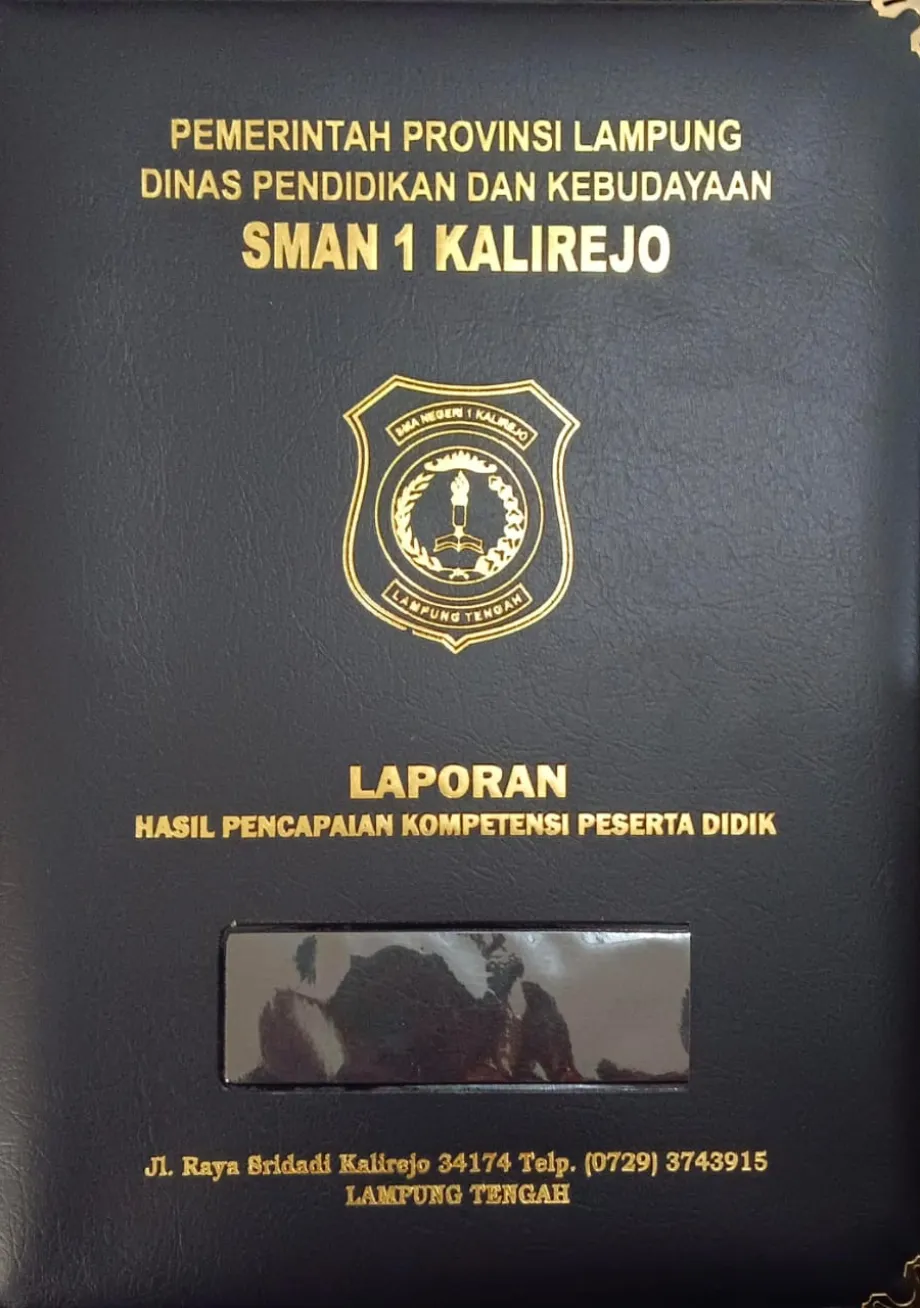 PEMERINTAH PROVINSI LAMPUNG
DINAS PENDIDIKAN DAN KEBUDAYAAN
SMAN 1 KALIREJO
SMA NEGERI 1 KALIREJO
LAMPUNG TENGAH
LAPORAN
HASIL PENCAPAIAN KOMPETENSI PESERTA DIDIK
Jl. Raya Sridadi Kalirejo 34174 Telp. (0729) 3743915
LAMPUNG TENGAH